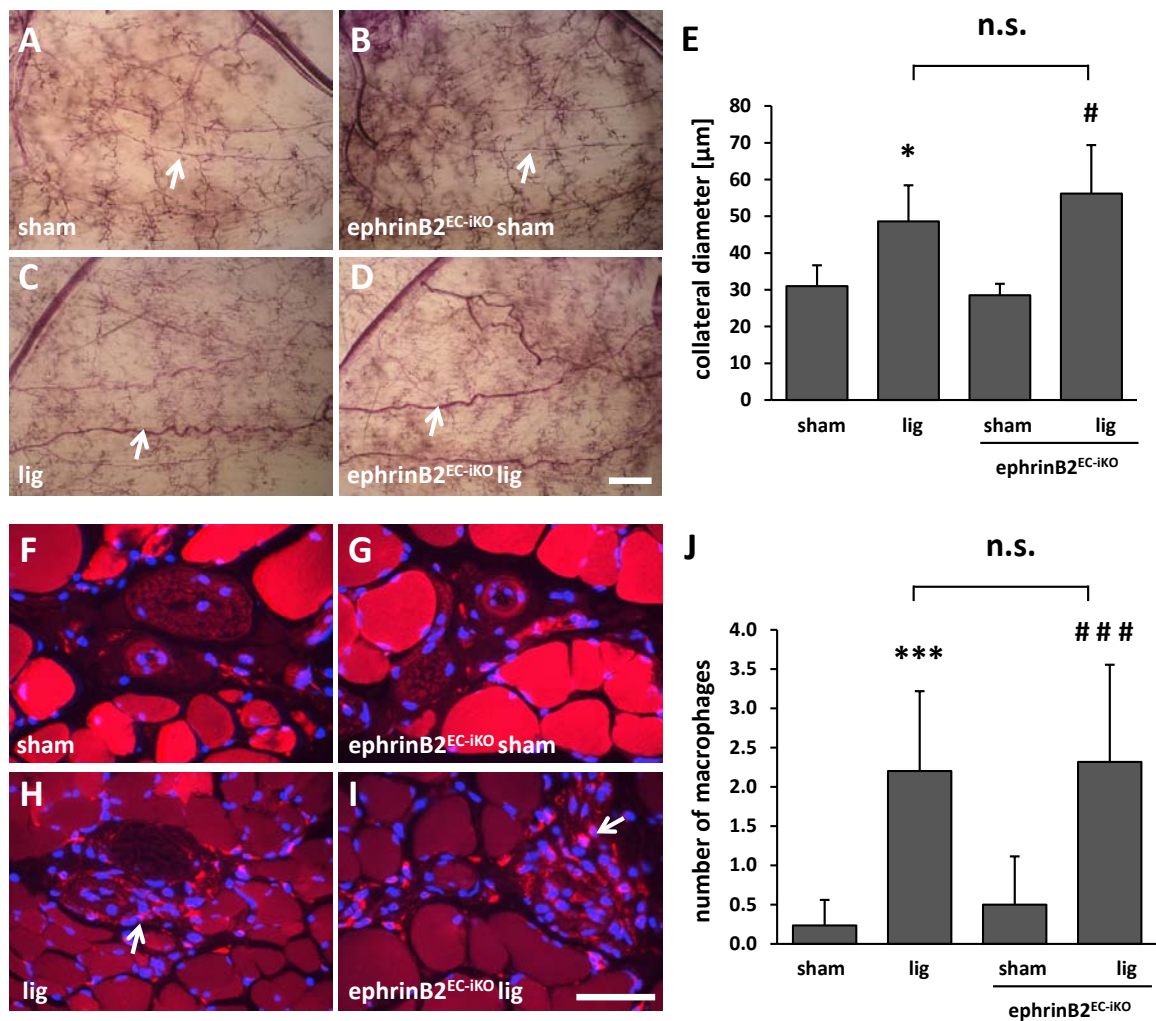 A
sham
B
ephrinB2EC-iKO sham
C
lig
D
ephrinB2EC-iKO lig
E
n.s.
collateral diameter [µm]
80
70
60
50
40
30
20
10
0
*
#
sham
lig
sham
lig
ephrinB2EC-iKO
F
sham
G
ephrinB2EC-iKO sham
H
lig
I
ephrinB2EC-iKO lig
J
n.s.
number of macrophages
4.0
3.5
3.0
2.5
2.0
1.5
1.0
0.5
0.0
***
# # #
sham
lig
sham
lig
ephrinB2EC-iKO